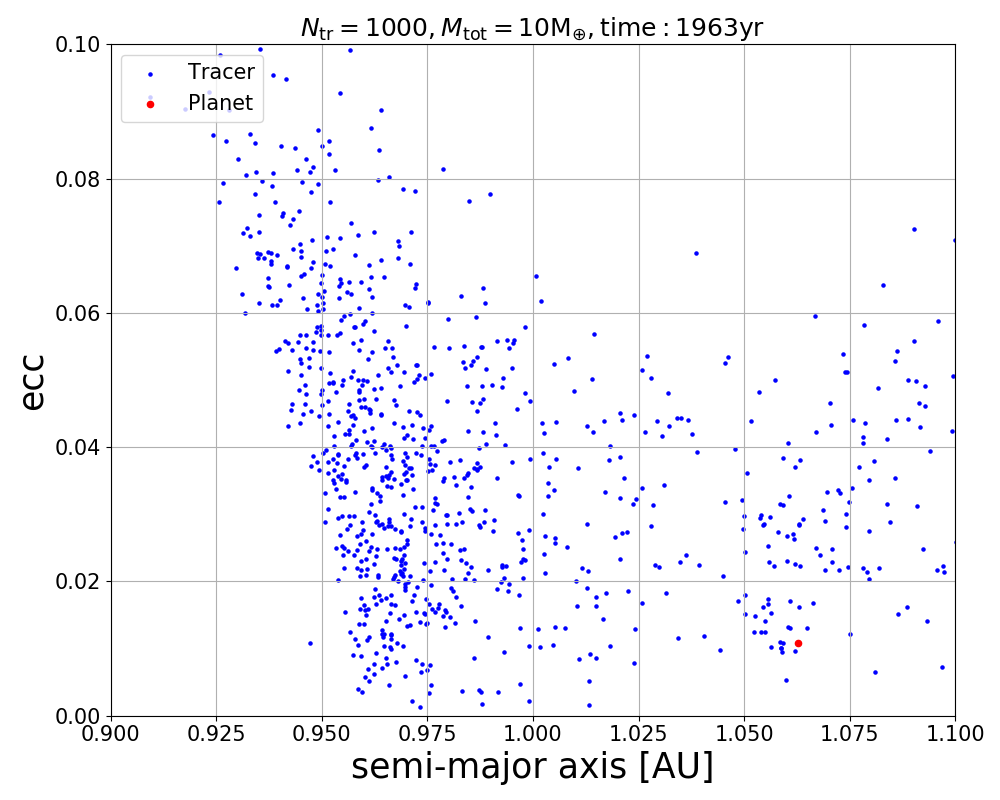 N_tr = 1000, M_tot = 10M_⊕, time : 1963yr
Tracer
Planet
ecc
0.10
0.08
0.06
0.04
0.02
0.00
0.900 0.925 0.950 0.975 1.000 1.025 1.050 1.075 1.100
semi-major axis [AU]